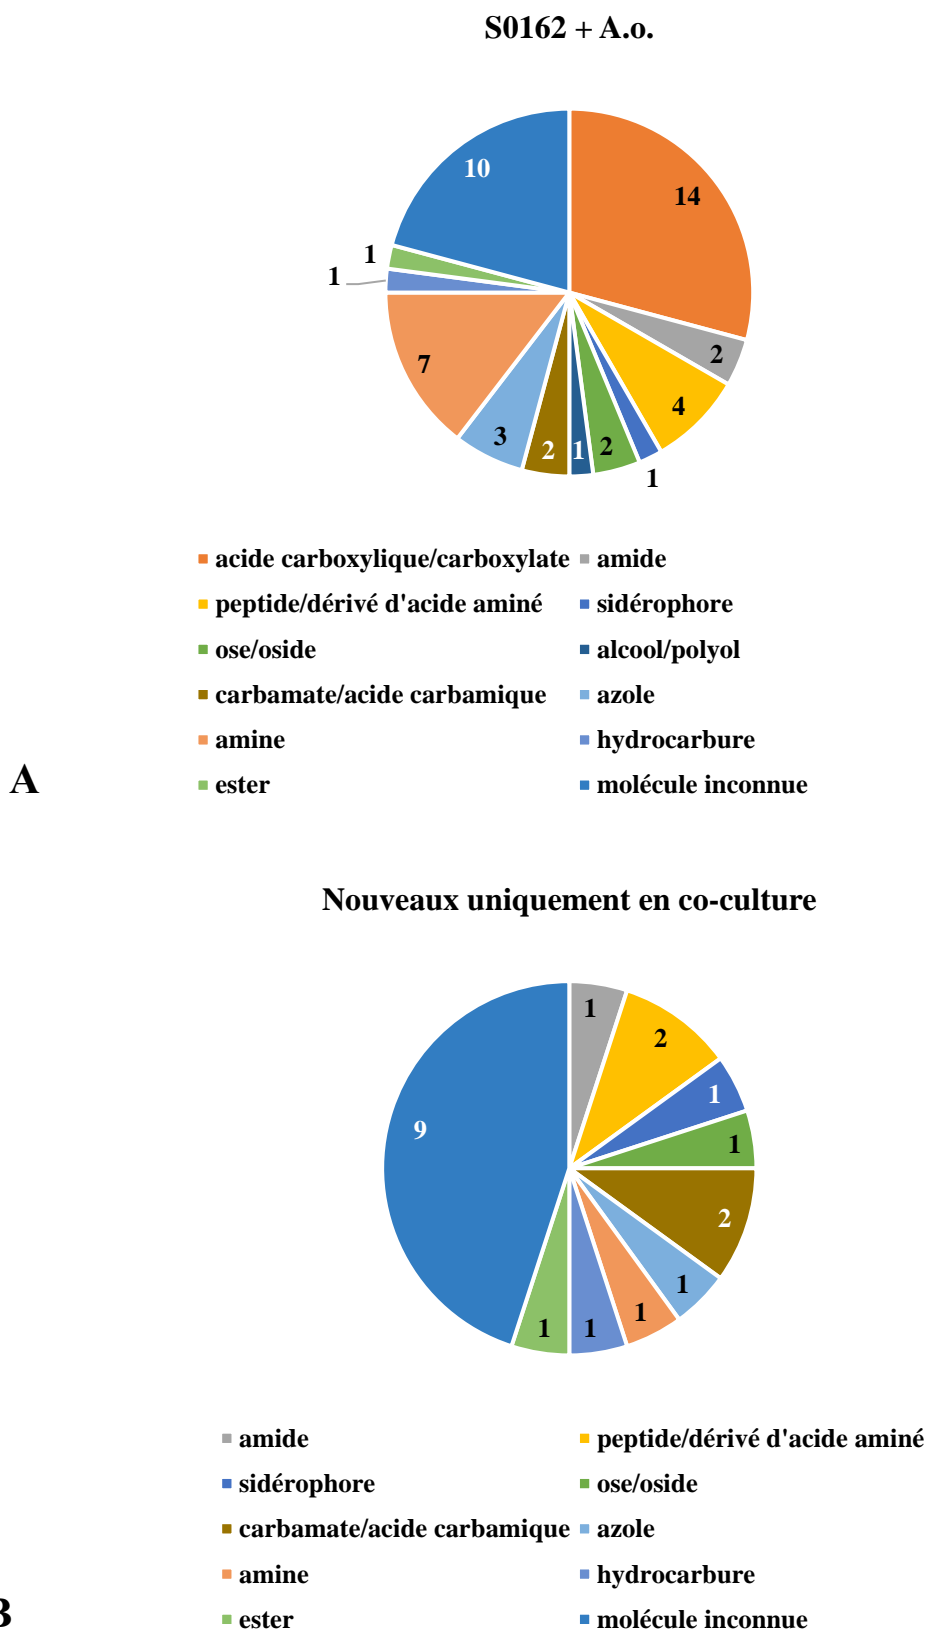 S0162 + A.o.
10
14
1
1
2
7
4
3
2
1
2
1
acide carboxylique/carboxylate amide
peptide/dérivé d'acide aminé sidérophore
ose/oside alcool/polyol
carbamate/acide carbamique azole
amine hydrocarbure
A
ester molécule inconnue
Nouveaux uniquement en co-culture
1
2
1
9
1
2
1
1
1
1
amide peptide/dérivé d'acide aminé
sidérophore ose/oside
carbamate/acide carbamique azole
amine hydrocarbure
B
ester molécule inconnue